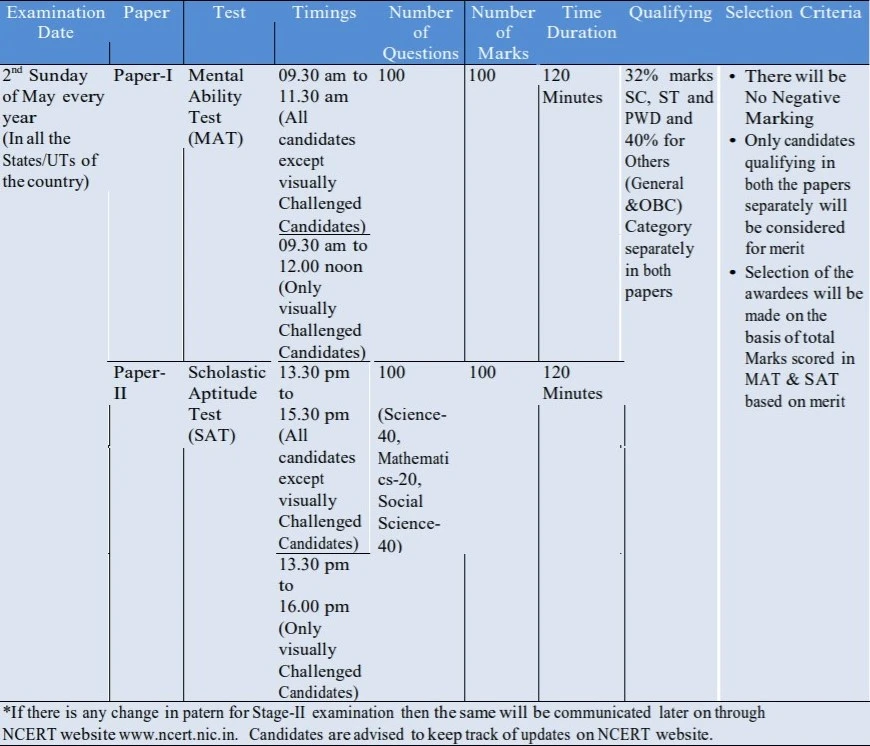 Examination Date
Paper
Test
Timings
Number of Questions
Number of Marks
Time Duration
Qualifying
Selection Criteria
2nd Sunday
of May every
year
(In all the
States/UTs of
the country)
Paper-I
Mental
Ability
Test
(MAT)
09.30 am to
11.30 am
(All
candidates
except
visually
Challenged
Candidates)
09.30 am to
12.00 noon
(Only
visually
Challenged
Candidates)
100
100
120
Minutes
32% marks
SC, ST and
PWD and
40% for
Others
(General
&OBC)
Category
separately
in both
papers
• There will be
No Negative
Marking
• Only candidates
qualifying in
both the papers
separately will
be considered
for merit
• Selection of the
awardees will be
made on the
basis of total
Marks scored in
MAT & SAT
based on merit
Paper-
II
Scholastic
Aptitude
Test
(SAT)
13.30 pm
to
15.30 pm
(All
candidates
except
visually
Challenged
Candidates)
13.30 pm
to
16.00 pm
(Only
visually
Challenged
Candidates)
100
(Science-
40,
Mathemati
cs-20,
Social
Science-
40)
100
120
Minutes
*If there is any change in patern for Stage-II examination then the same will be communicated later on through
NCERT website www.ncert.nic.in. Candidates are advised to keep track of updates on NCERT website.